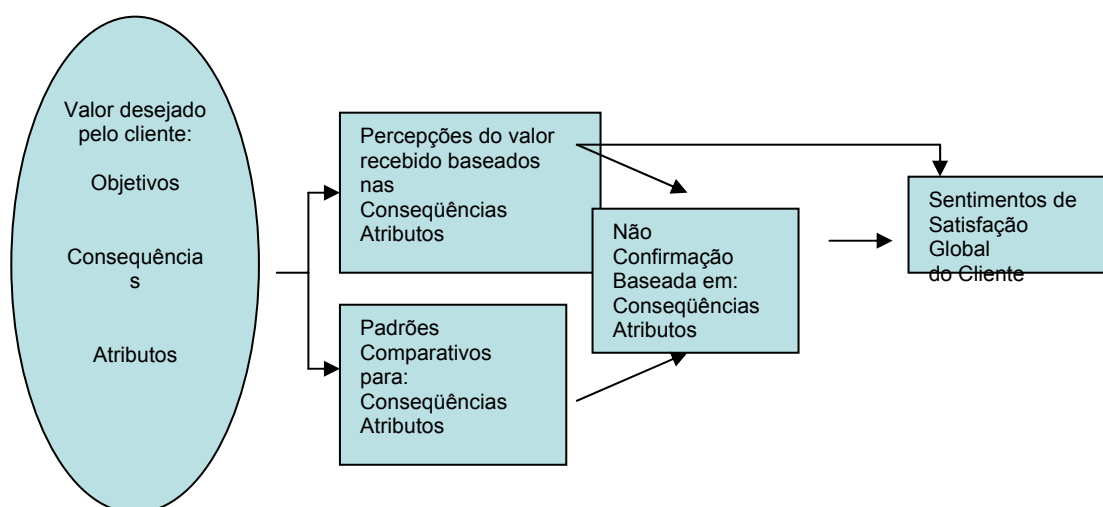 Valor desejado
pelo cliente:
Objetivos
Consequência
s
Atributos
Percepções do valor
recebido baseados
nas
Conseqüências
Atributos
Padrões
Comparativos
para:
Conseqüências
Atributos
Não
Confirmação
Baseada em:
Conseqüências
Atributos
Sentimentos de
Satisfação
Global
do Cliente